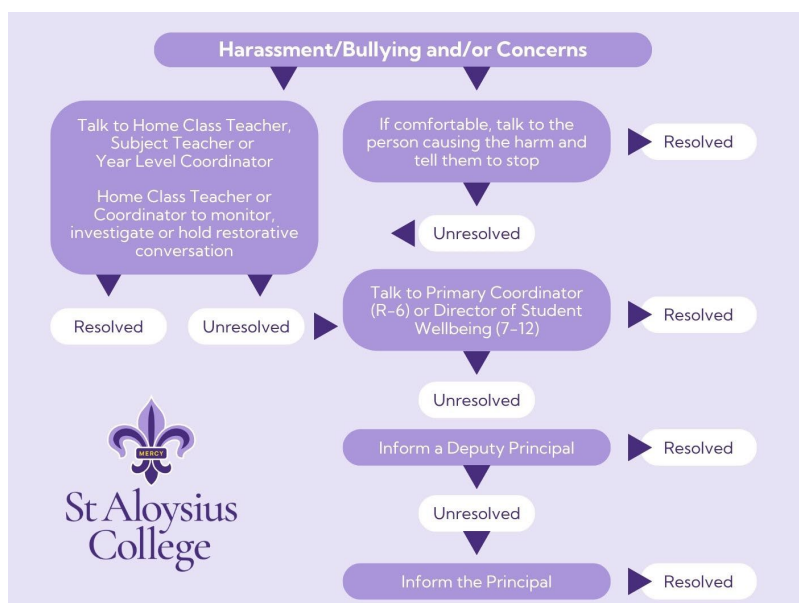 Harassment/Bullying and/or Concerns
Talk to Home Class Teacher,
Subject Teacher or
Year Level Coordinator
Home Class Teacher or
Coordinator to monitor,
investigate or hold restorative
conversation
Resolved
Unresolved
If comfortable, talk to the
person causing the harm and
tell them to stop
Resolved
Unresolved
Talk to Primary Coordinator
(R-6) or Director of Student
Wellbeing (7-12)
Resolved
Unresolved
Inform a Deputy Principal
Resolved
Unresolved
Inform the Principal
Resolved
MERCY
St Aloysius
College